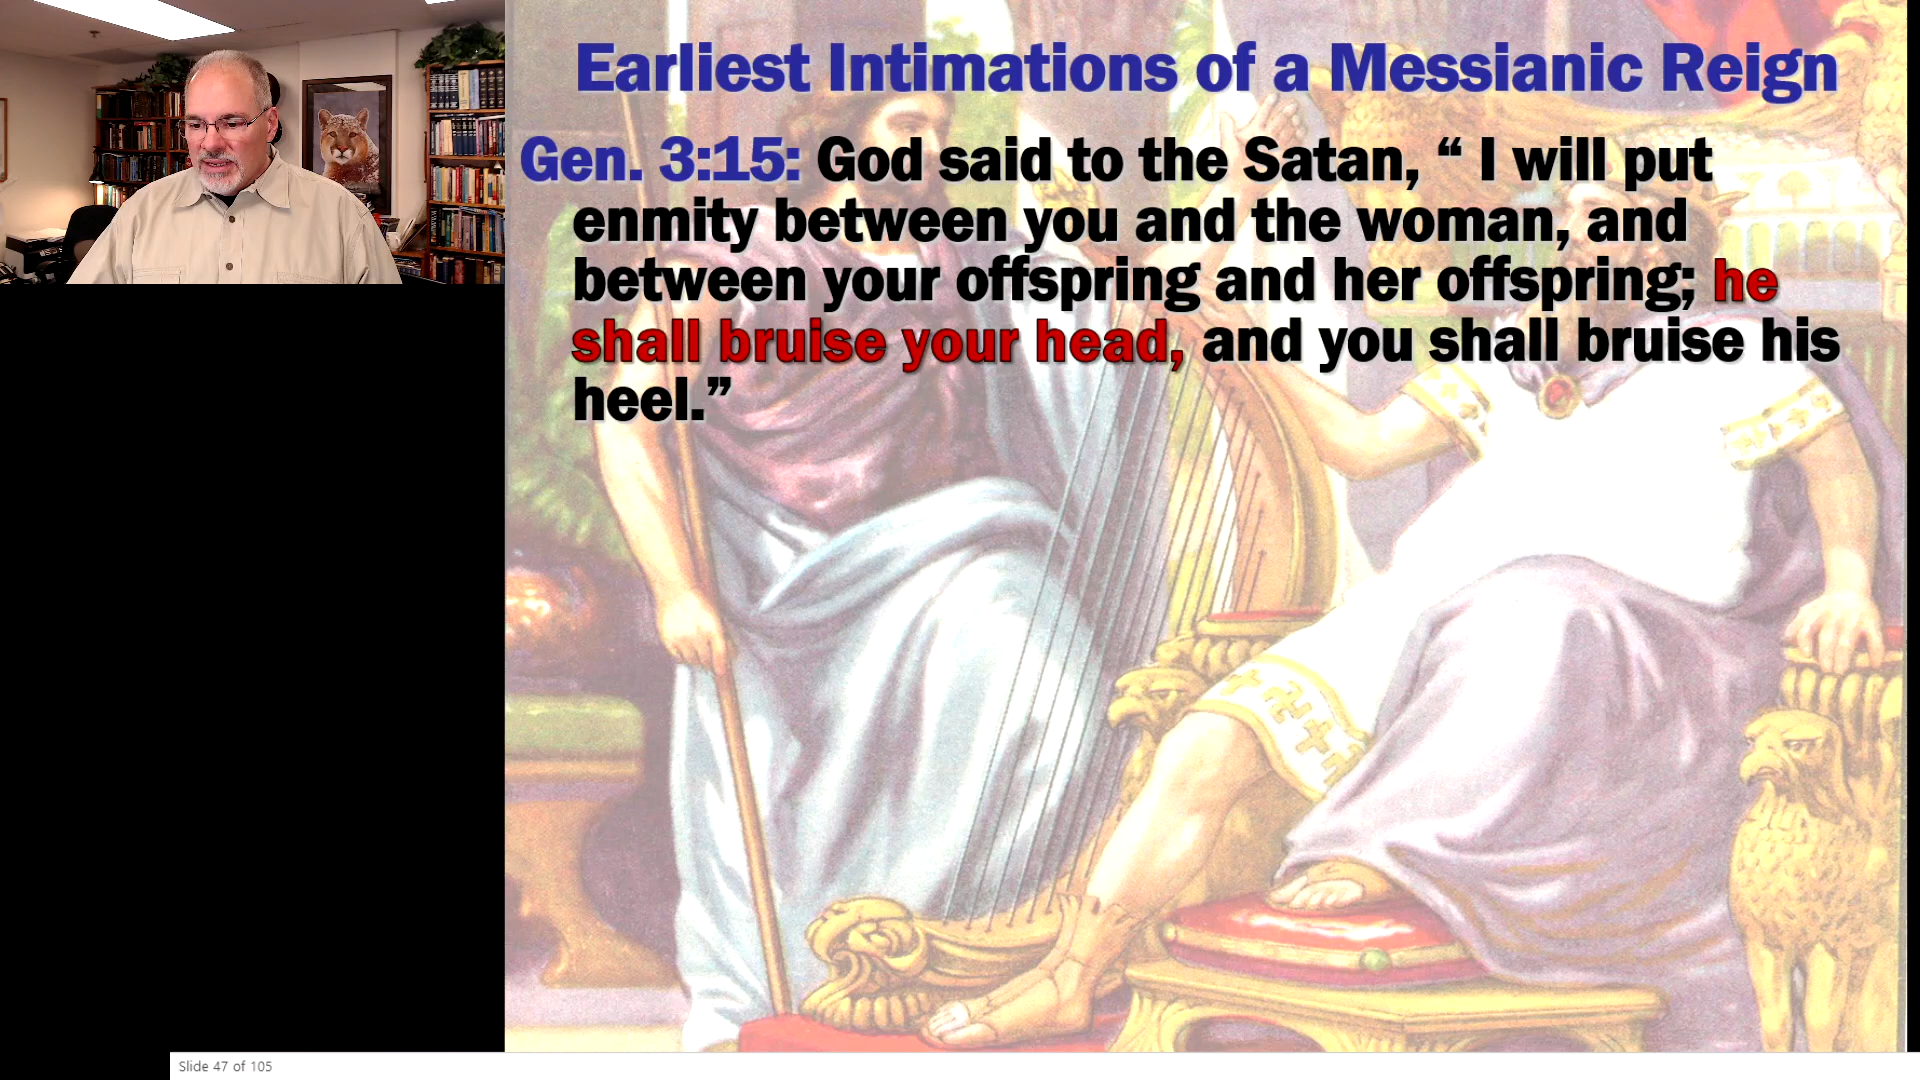 Earliest Intimations of a Messianic Reign
Gen. 3:15: God said to the Satan, “ I will put
enmity between you and the woman, and
between your offspring and her offspring; he
shall bruise your head, and you shall bruise his
heel.”
Slide 47 of 105